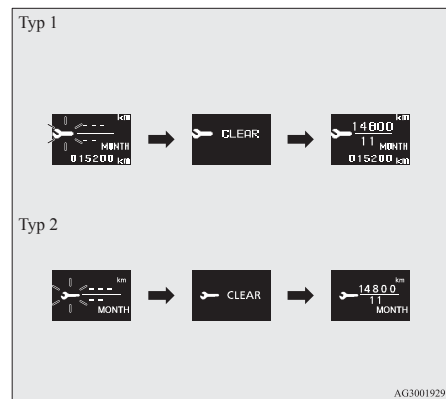 Typ 1
km
---
---
MONTH
015200 km
CLEAR
km
14800
11
MONTH
015200 km
Typ 2
km
---
---
MONTH
CLEAR
km
14800
11
MONTH
AG3001929